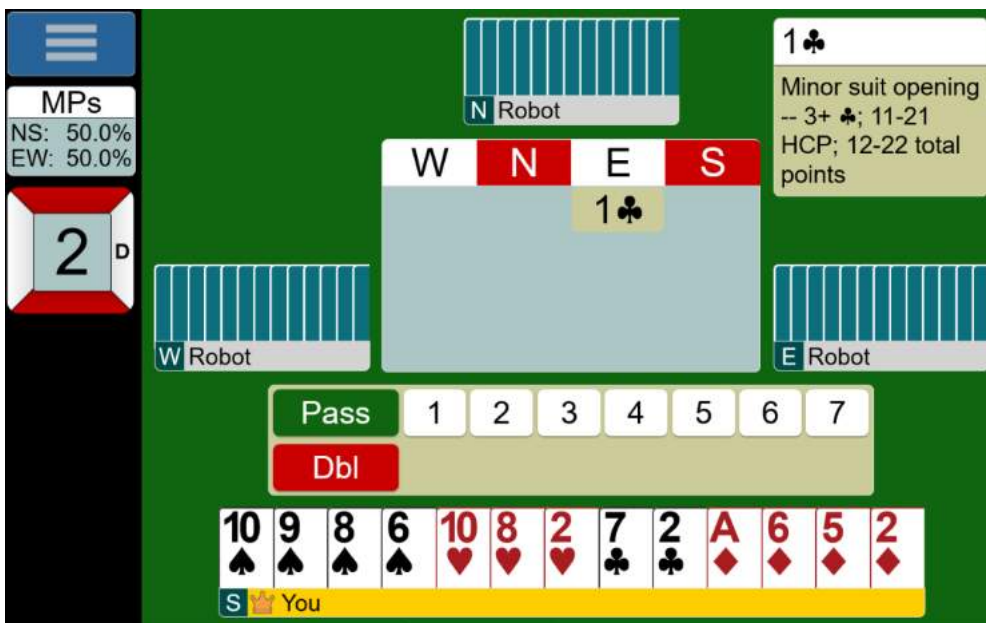 MPs
NS: 50.0%
EW: 50.0%
2 D
N Robot
W N E S
1♣
1♣
Minor suit opening
-- 3+ ♣; 11-21
HCP; 12-22 total
points
W Robot
E Robot
Pass 1 2 3 4 5 6 7
Dbl
10 9 8 6 10 8 2 7 2 A 6 5 2
♠ ♠ ♠ ♠ ♥ ♥ ♥ ♣ ♣ ♦ ♦ ♦ ♦
S You